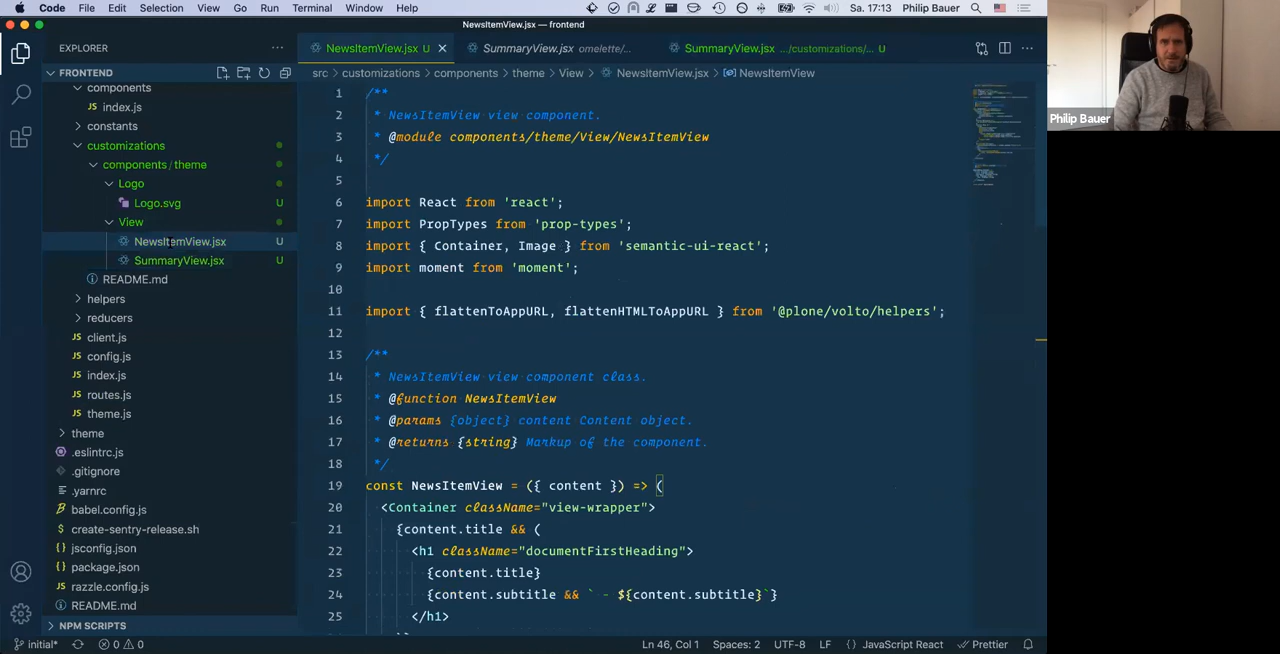 Code File Edit Selection View Go Run Terminal Window Help Sa. 17:13 Philip Bauer
NewsItemView.jsx — frontend
EXPLORER
FRONTEND
components
index.js
constants
customizations
components / theme
Logo
Logo.svg U
View
NewsItemView.jsx U
SummaryView.jsx U
README.md
helpers
reducers
client.js
config.js
index.js
routes.js
theme.js
theme
.eslintrc.js
.gitignore
.yarnrc
babel.config.js
create-sentry-release.sh
jsconfig.json
package.json
razzle.config.js
README.md
NPM SCRIPTS
NewsItemView.jsx U SummaryView.jsx omelette/... SummaryView.jsx .../customizations/... U
src > customizations > components > theme > View > NewsItemView.jsx > NewsItemView
1 /**
2 * NewsItemView view component.
3 * @module components/theme/View/NewsItemView
4 */
5
6 import React from 'react';
7 import PropTypes from 'prop-types';
8 import { Container, Image } from 'semantic-ui-react';
9 import moment from 'moment';
10
11 import { flattenToAppURL, flattenHTMLToAppURL } from '@plone/volto/helpers';
12
13 /**
14 * NewsItemView view component class.
15 * @function NewsItemView
16 * @params {object} content Content object.
17 * @returns {string} Markup of the component.
18 */
19 const NewsItemView = ({ content }) => (
20 <Container className="view-wrapper">
21 {content.title && (
22 <h1 className="documentFirstHeading">
23 {content.title}
24 {content.subtitle && ` - ${content.subtitle}`}
25 </h1>
initial* 0 0 Ln 46, Col 1 Spaces: 2 UTF-8 LF {} JavaScript React Prettier
Philip Bauer